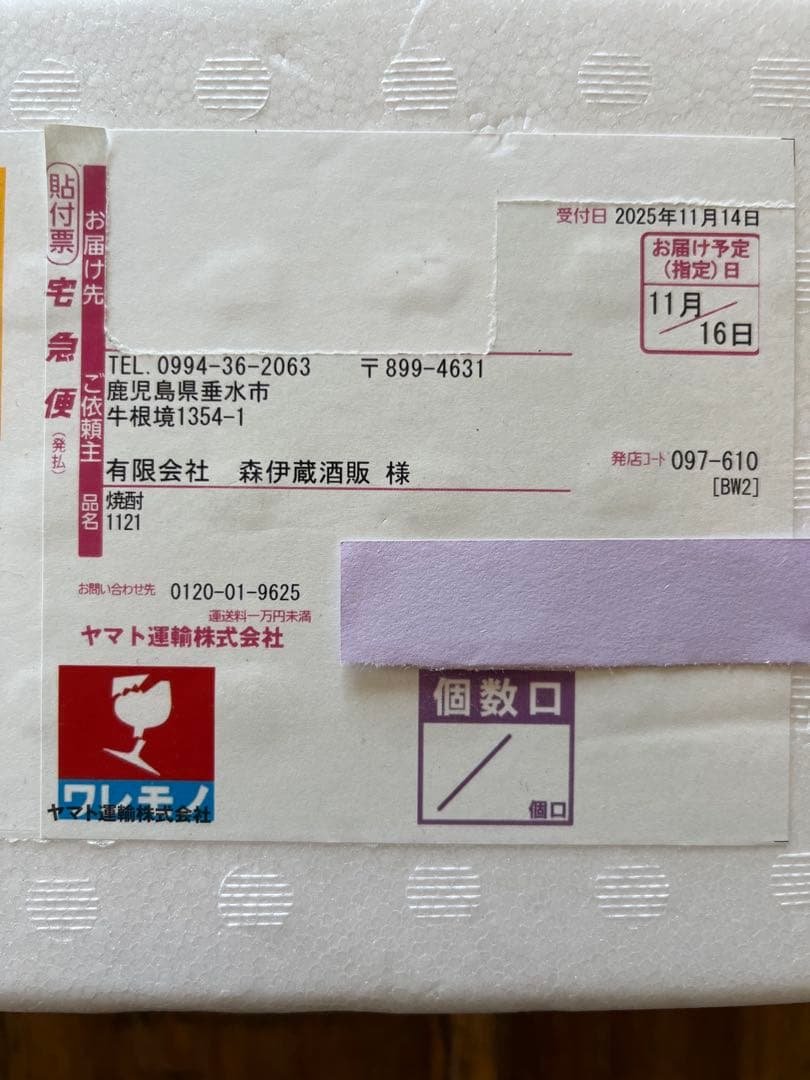 貼付票
宅急便
(発払)
お届け先
受付日 2025年11月14日
お届け予定
(指定)日
11月
16日
ご依頼主
TEL.0994-36-2063 〒899-4631
鹿児島県垂水市
牛根境1354-1
有限会社 森伊蔵酒販 様
発店コード 097-610
[BW2]
品名
焼酎
1121
お問い合わせ先 0120-01-9625
運送料一万円未満
ヤマト運輸株式会社
ワレモノ
ヤマト運輸株式会社
個数口
/
個口